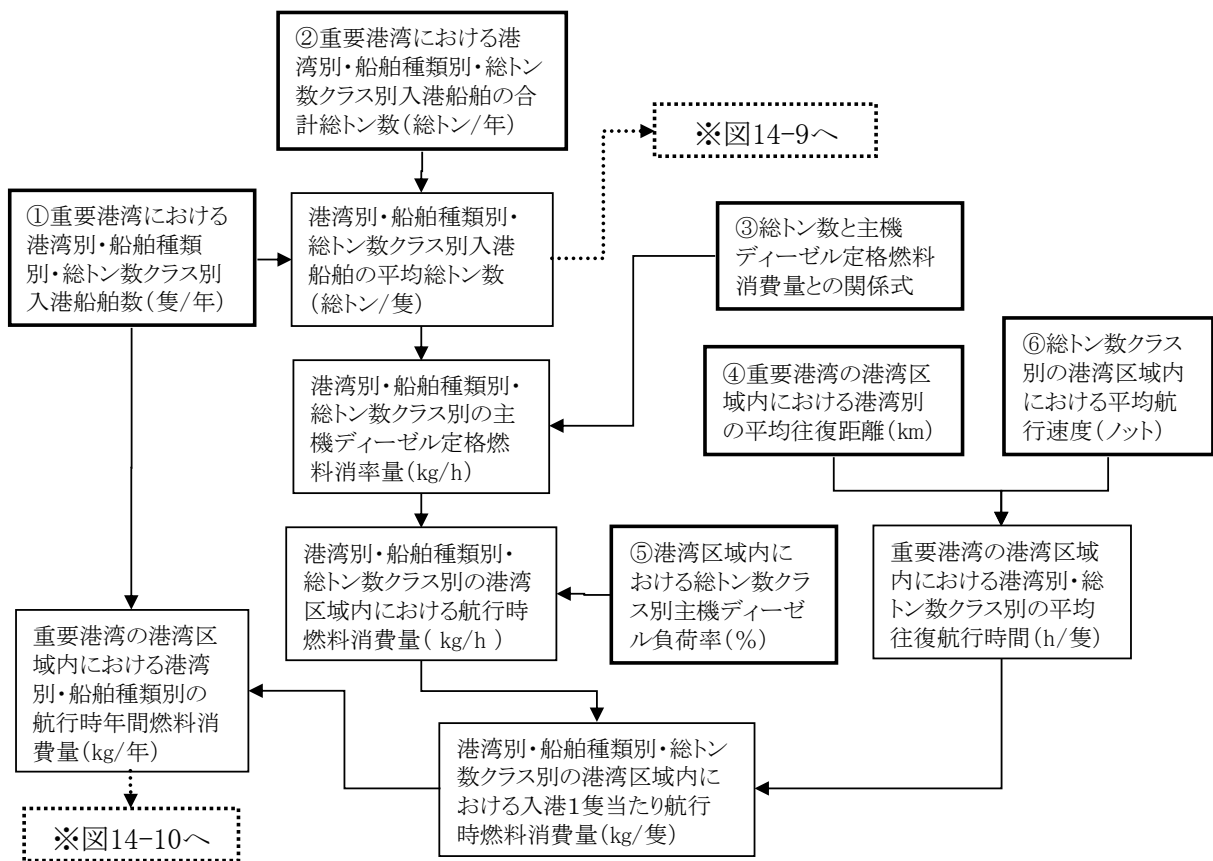 ②重要港湾における港
湾別・船舶種類別・総トン
数クラス別入港船舶の合
計総トン数(総トン/年)
※図14-9へ
①重要港湾における
港湾別・船舶種類
別・総トン数クラス別
入港船舶数(隻/年)
港湾別・船舶種類別・
総トン数クラス別入港
船舶の平均総トン数
(総トン/隻)
③総トン数と主機
ディーゼル定格燃料
消費量との関係式
港湾別・船舶種類別・
総トン数クラス別の主
機ディーゼル定格燃
料消率量(kg/h)
④重要港湾の港湾区
域内における港湾別
の平均往復距離(km)
⑥総トン数クラス
別の港湾区域内
における平均航
行速度(ノット)
港湾別・船舶種類別・
総トン数クラス別の港湾
区域内における航行時
燃料消費量( kg/h )
⑤港湾区域内に
おける総トン数クラ
ス別主機ディーゼ
ル負荷率(%)
重要港湾の港湾区域
内における港湾別・総
トン数クラス別の平均
往復航行時間(h/隻)
重要港湾の港湾区
域内における港湾
別・船舶種類別の
航行時年間燃料消
費量(kg/年)
港湾別・船舶種類別・総トン
数クラス別の港湾区域内に
おける入港1隻当たり航行
時燃料消費量(kg/隻)
※図14-10へ